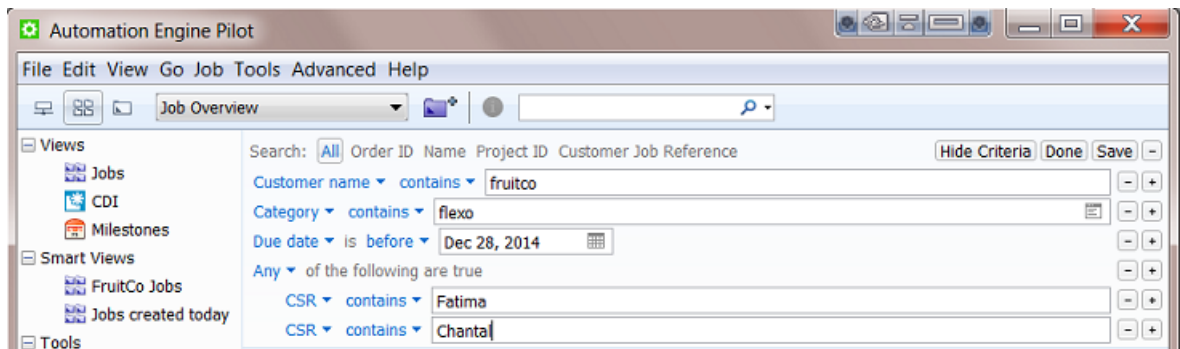 Automation Engine Pilot
File Edit View Go Job Tools Advanced Help
Job Overview
Views
Jobs
CDI
Milestones
Smart Views
FruitCo Jobs
Jobs created today
Tools
Search: All Order ID Name Project ID Customer Job Reference Hide Criteria Done Save
Customer name contains fruitco
Category contains flexo
Due date is before Dec 28, 2014
Any of the following are true
CSR contains Fatima
CSR contains Chantal